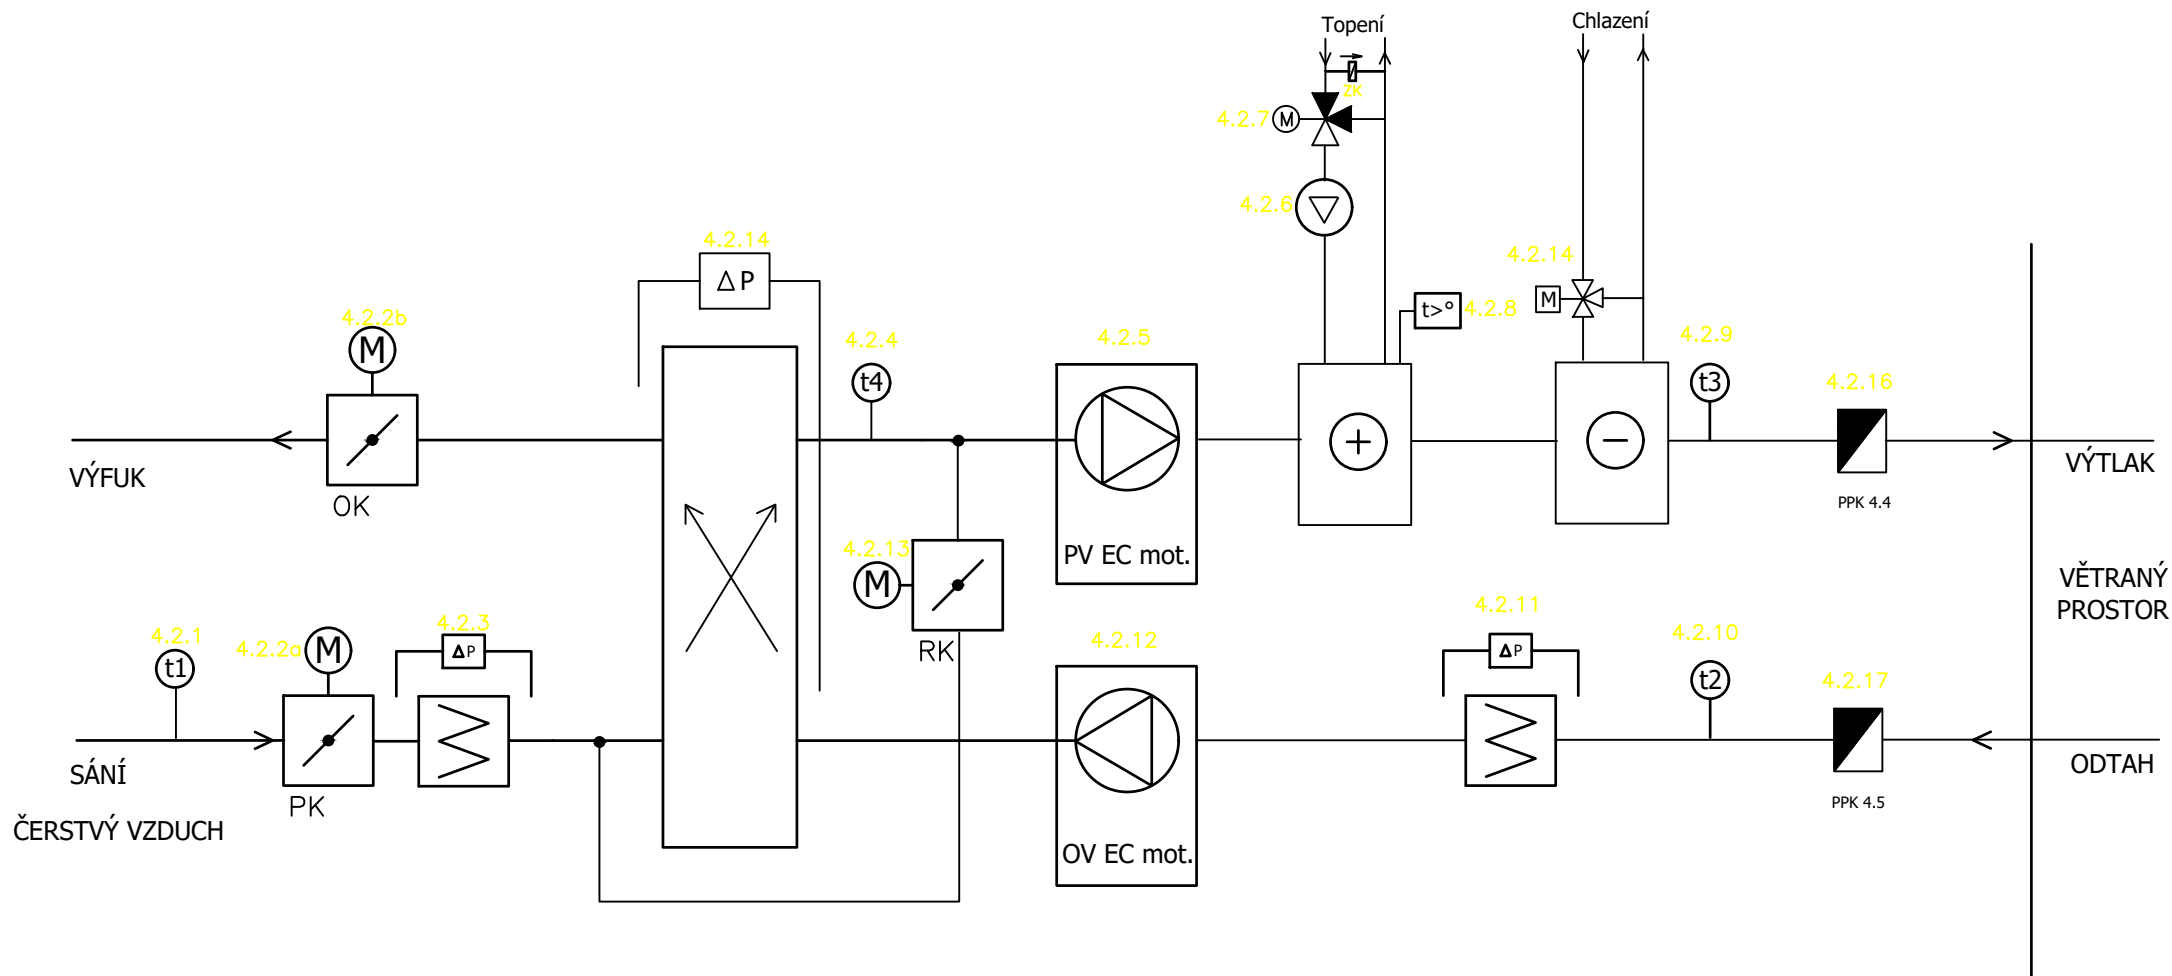 Topení
Chlazení
ZK
4.2.7
M
4.2.6
4.2.14
Δ P
4.2.14
M
t>°
4.2.8
4.2.2b
M
4.2.4
t4
4.2.5
4.2.9
t3
4.2.16
VÝFUK
OK
PPK 4.4
VÝTLAK
PV EC mot.
4.2.13
M
RK
VĚTRANÝ
PROSTOR
4.2.1
t1
4.2.2a
M
4.2.3
ΔP
4.2.12
4.2.11
ΔP
4.2.10
t2
4.2.17
SÁNÍ
PK
ČERSTVÝ VZDUCH
OV EC mot.
PPK 4.5
ODTAH